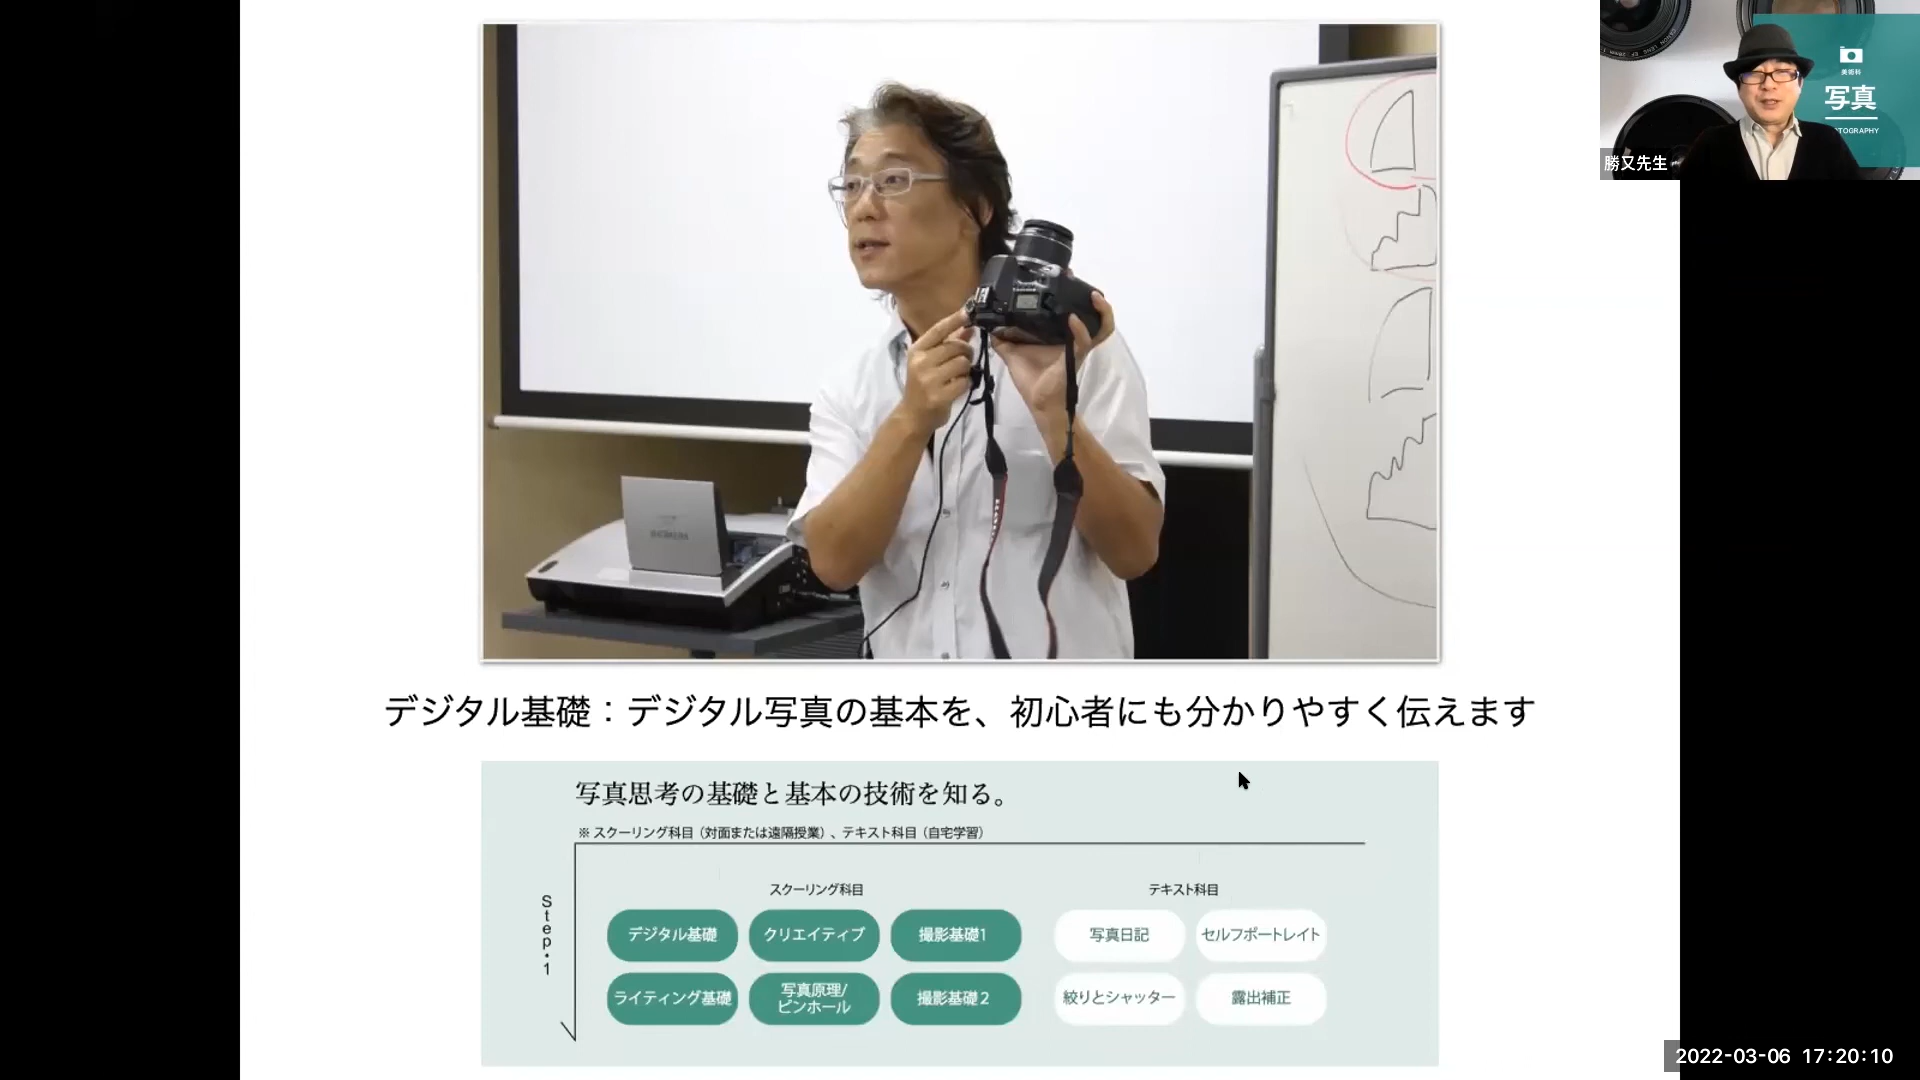 美術科
写真
勝又先生
デジタル基礎：デジタル写真の基本を、初心者にも分かりやすく伝えます
写真思考の基礎と基本の技術を知る。
※ スクーリング科目（対面または遠隔授業）、テキスト科目（自宅学習）
Step・1
スクーリング科目
テキスト科目
デジタル基礎
クリエイティブ
撮影基礎1
写真日記
セルフポートレイト
ライティング基礎
写真原理/
ピンホール
撮影基礎２
絞りとシャッター
露出補正
2022-03-06 17:20:10